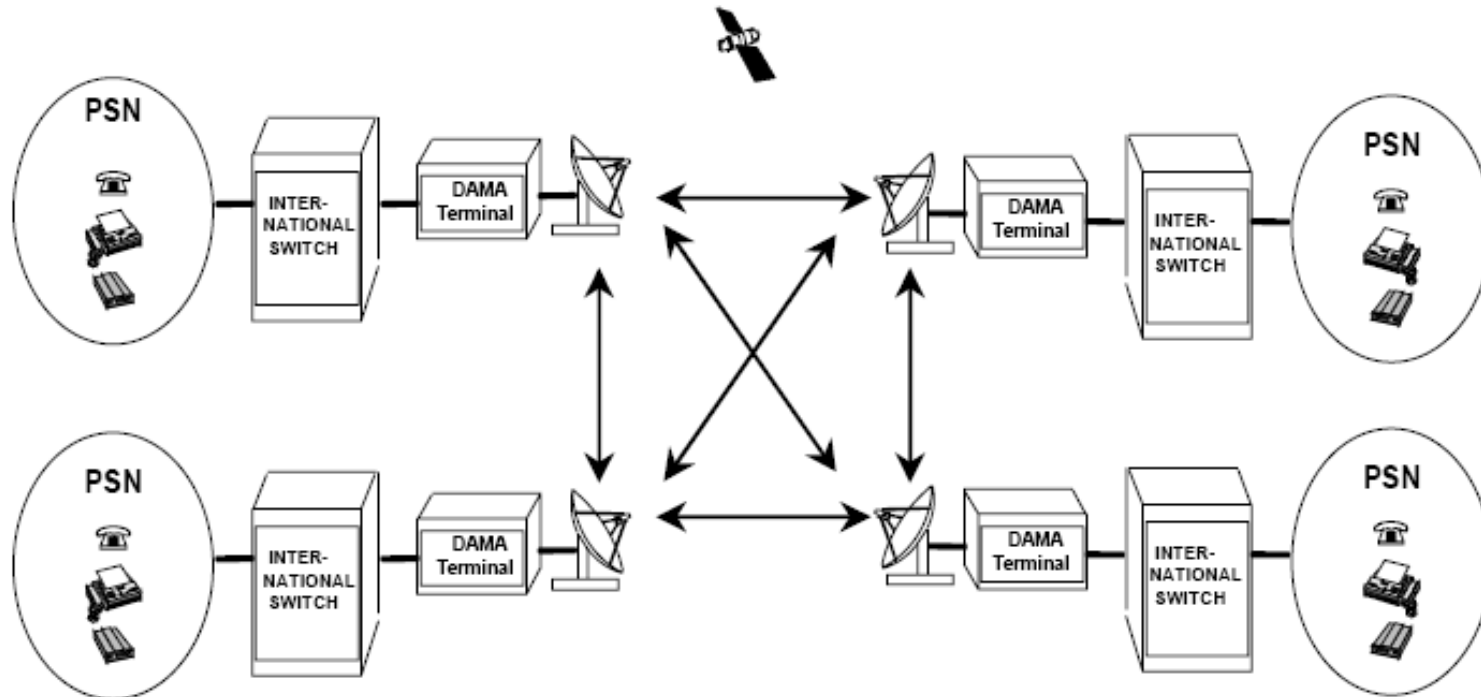 PSN
INTER-
NATIONAL
SWITCH
DAMA
Terminal
DAMA
Terminal
INTER-
NATIONAL
SWITCH
PSN
PSN
INTER-
NATIONAL
SWITCH
DAMA
Terminal
DAMA
Terminal
INTER-
NATIONAL
SWITCH
PSN